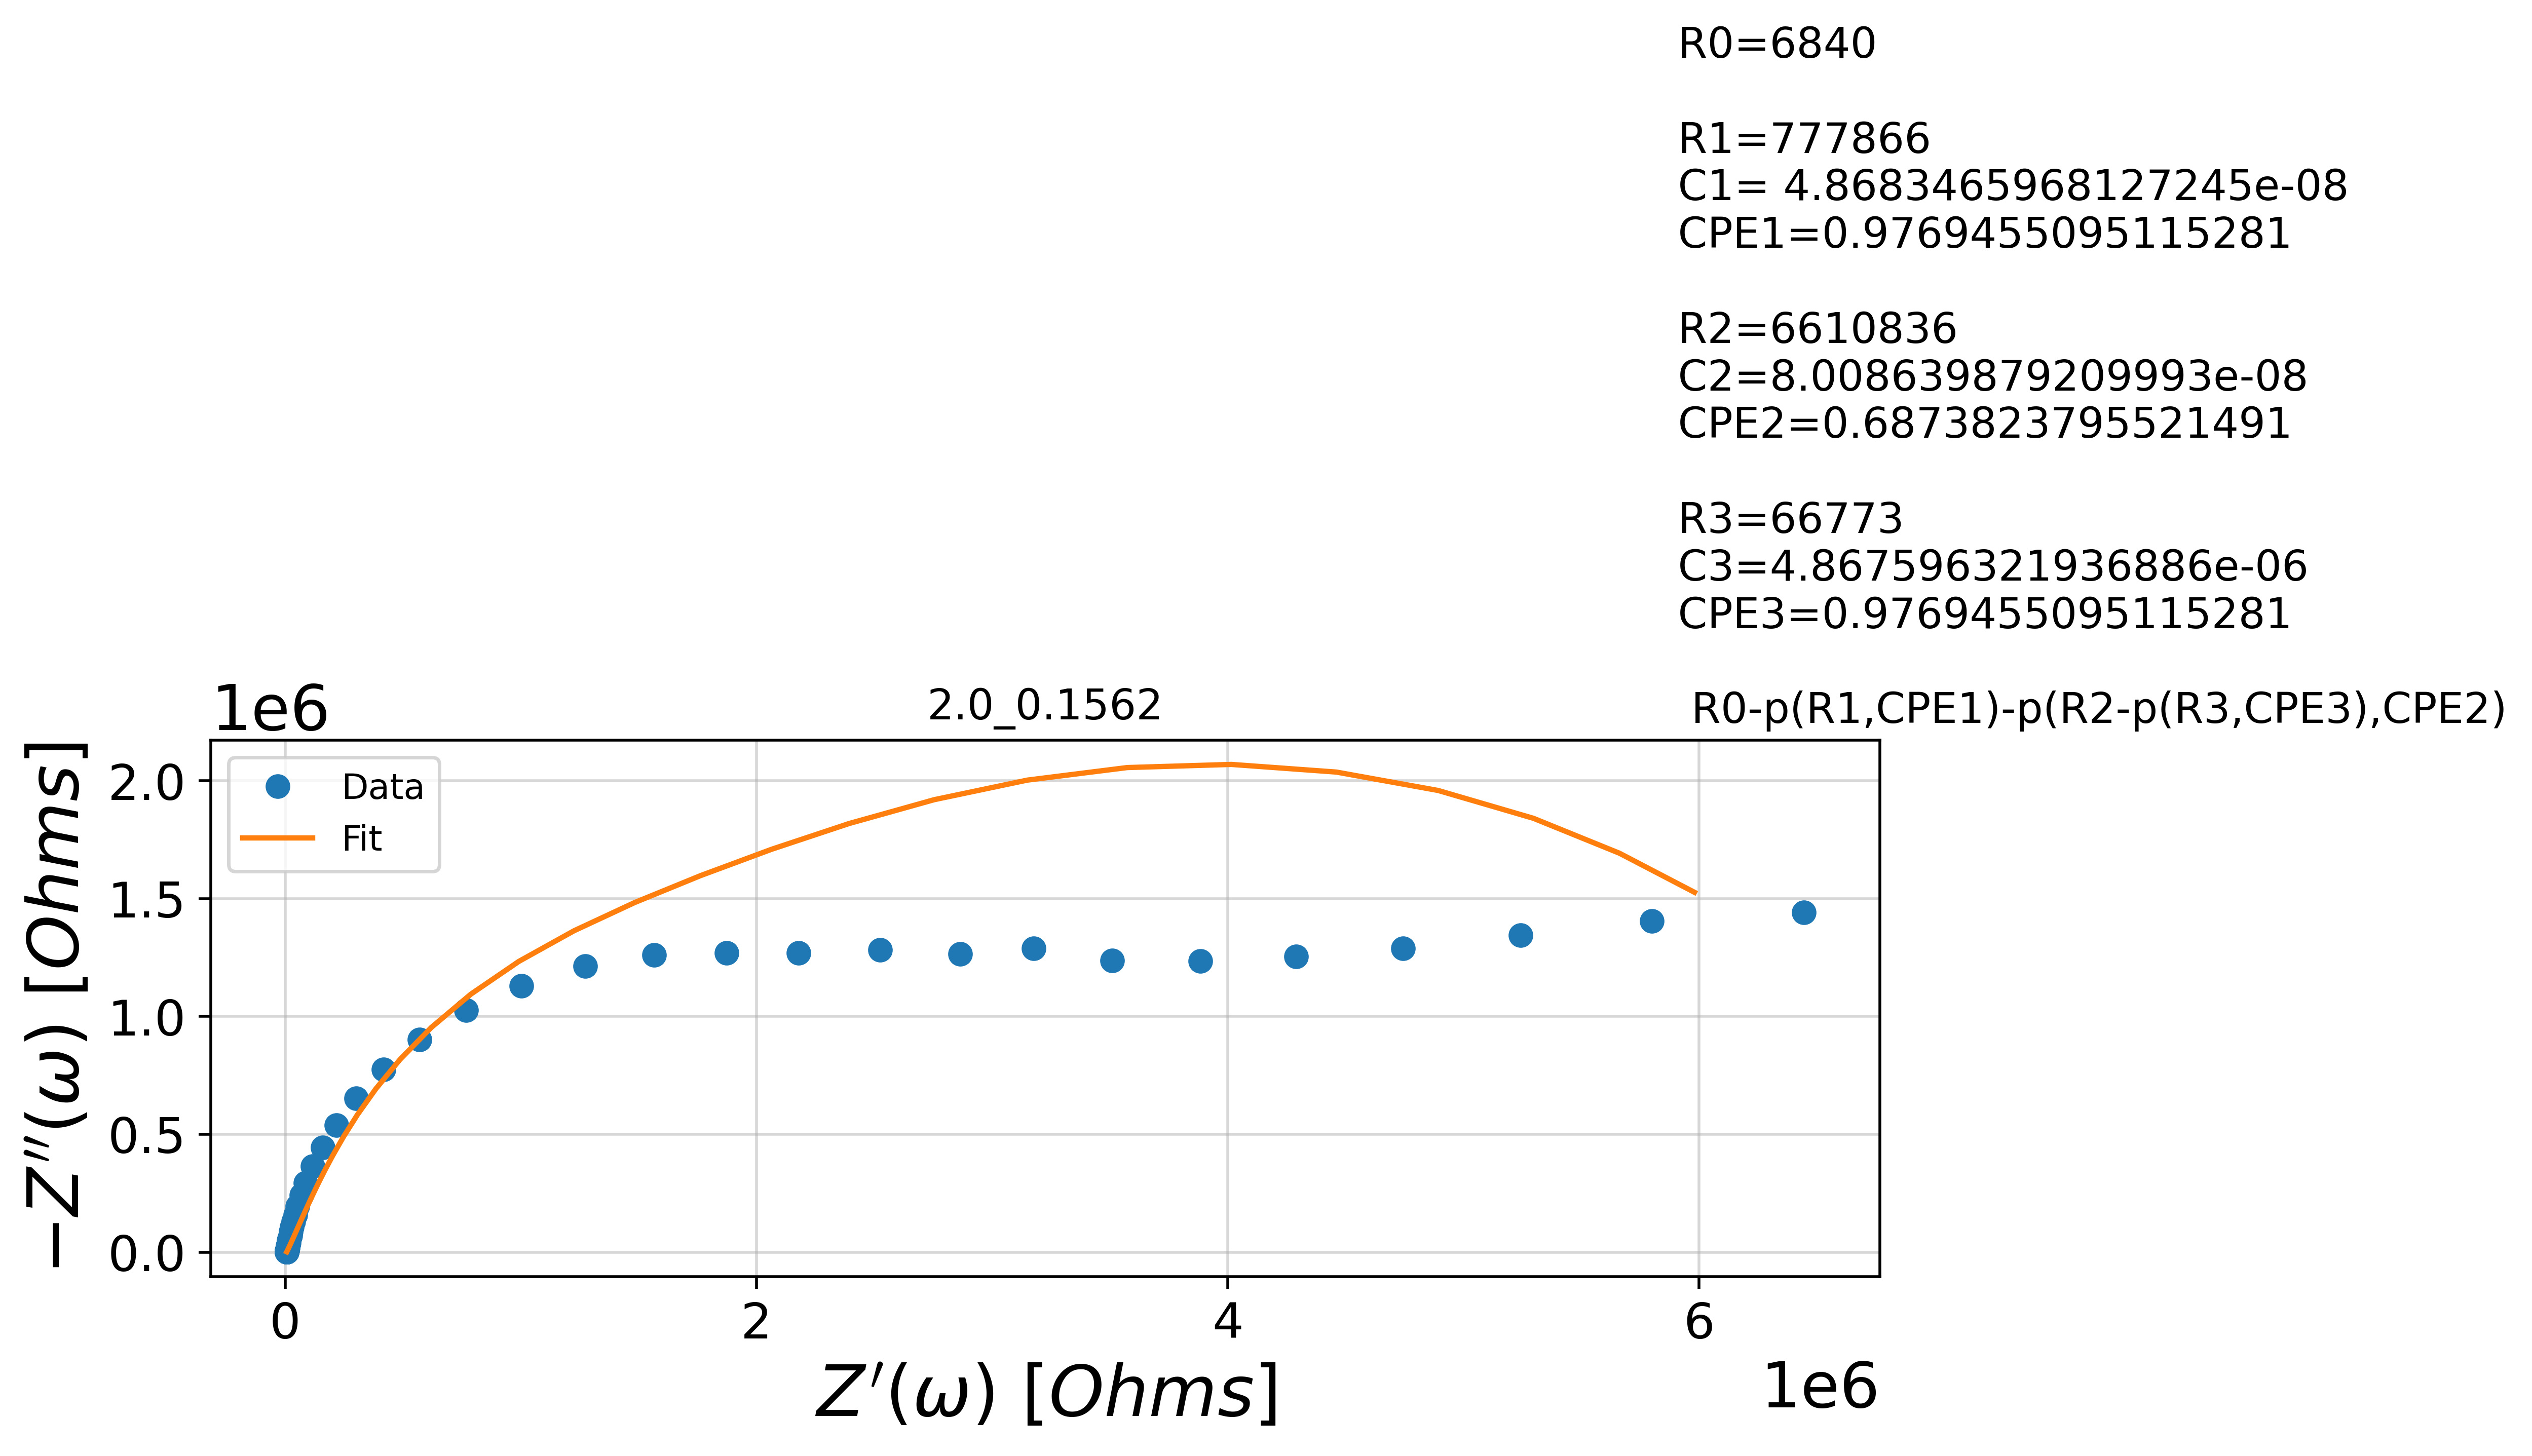 R0=6840
R1=777866
C1= 4.8683465968127245e-08
CPE1=0.9769455095115281
R2=6610836
C2=8.008639879209993e-08
CPE2=0.6873823795521491
R3=66773
C3=4.867596321936886e-06
CPE3=0.9769455095115281
1e6
2.0_0.1562
R0-p(R1,CPE1)-p(R2-p(R3,CPE3),CPE2)
Data
Fit
2.0
1.5
1.0
0.5
0.0
−Z′′(ω) [Ohms]
0 2 4 6
Z′(ω) [Ohms]
1e6